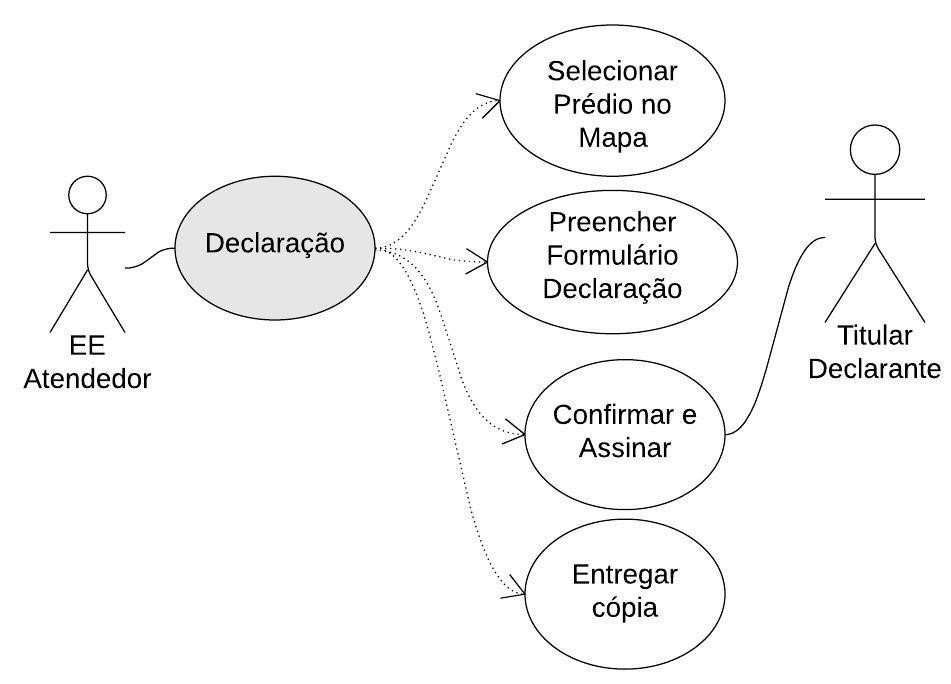 Selecionar
Prédio no
Mapa
Preencher
Formulário
Declaração
Declaração
EE
Atendedor
Titular
Declarante
Confirmar e
Assinar
Entregar
cópia